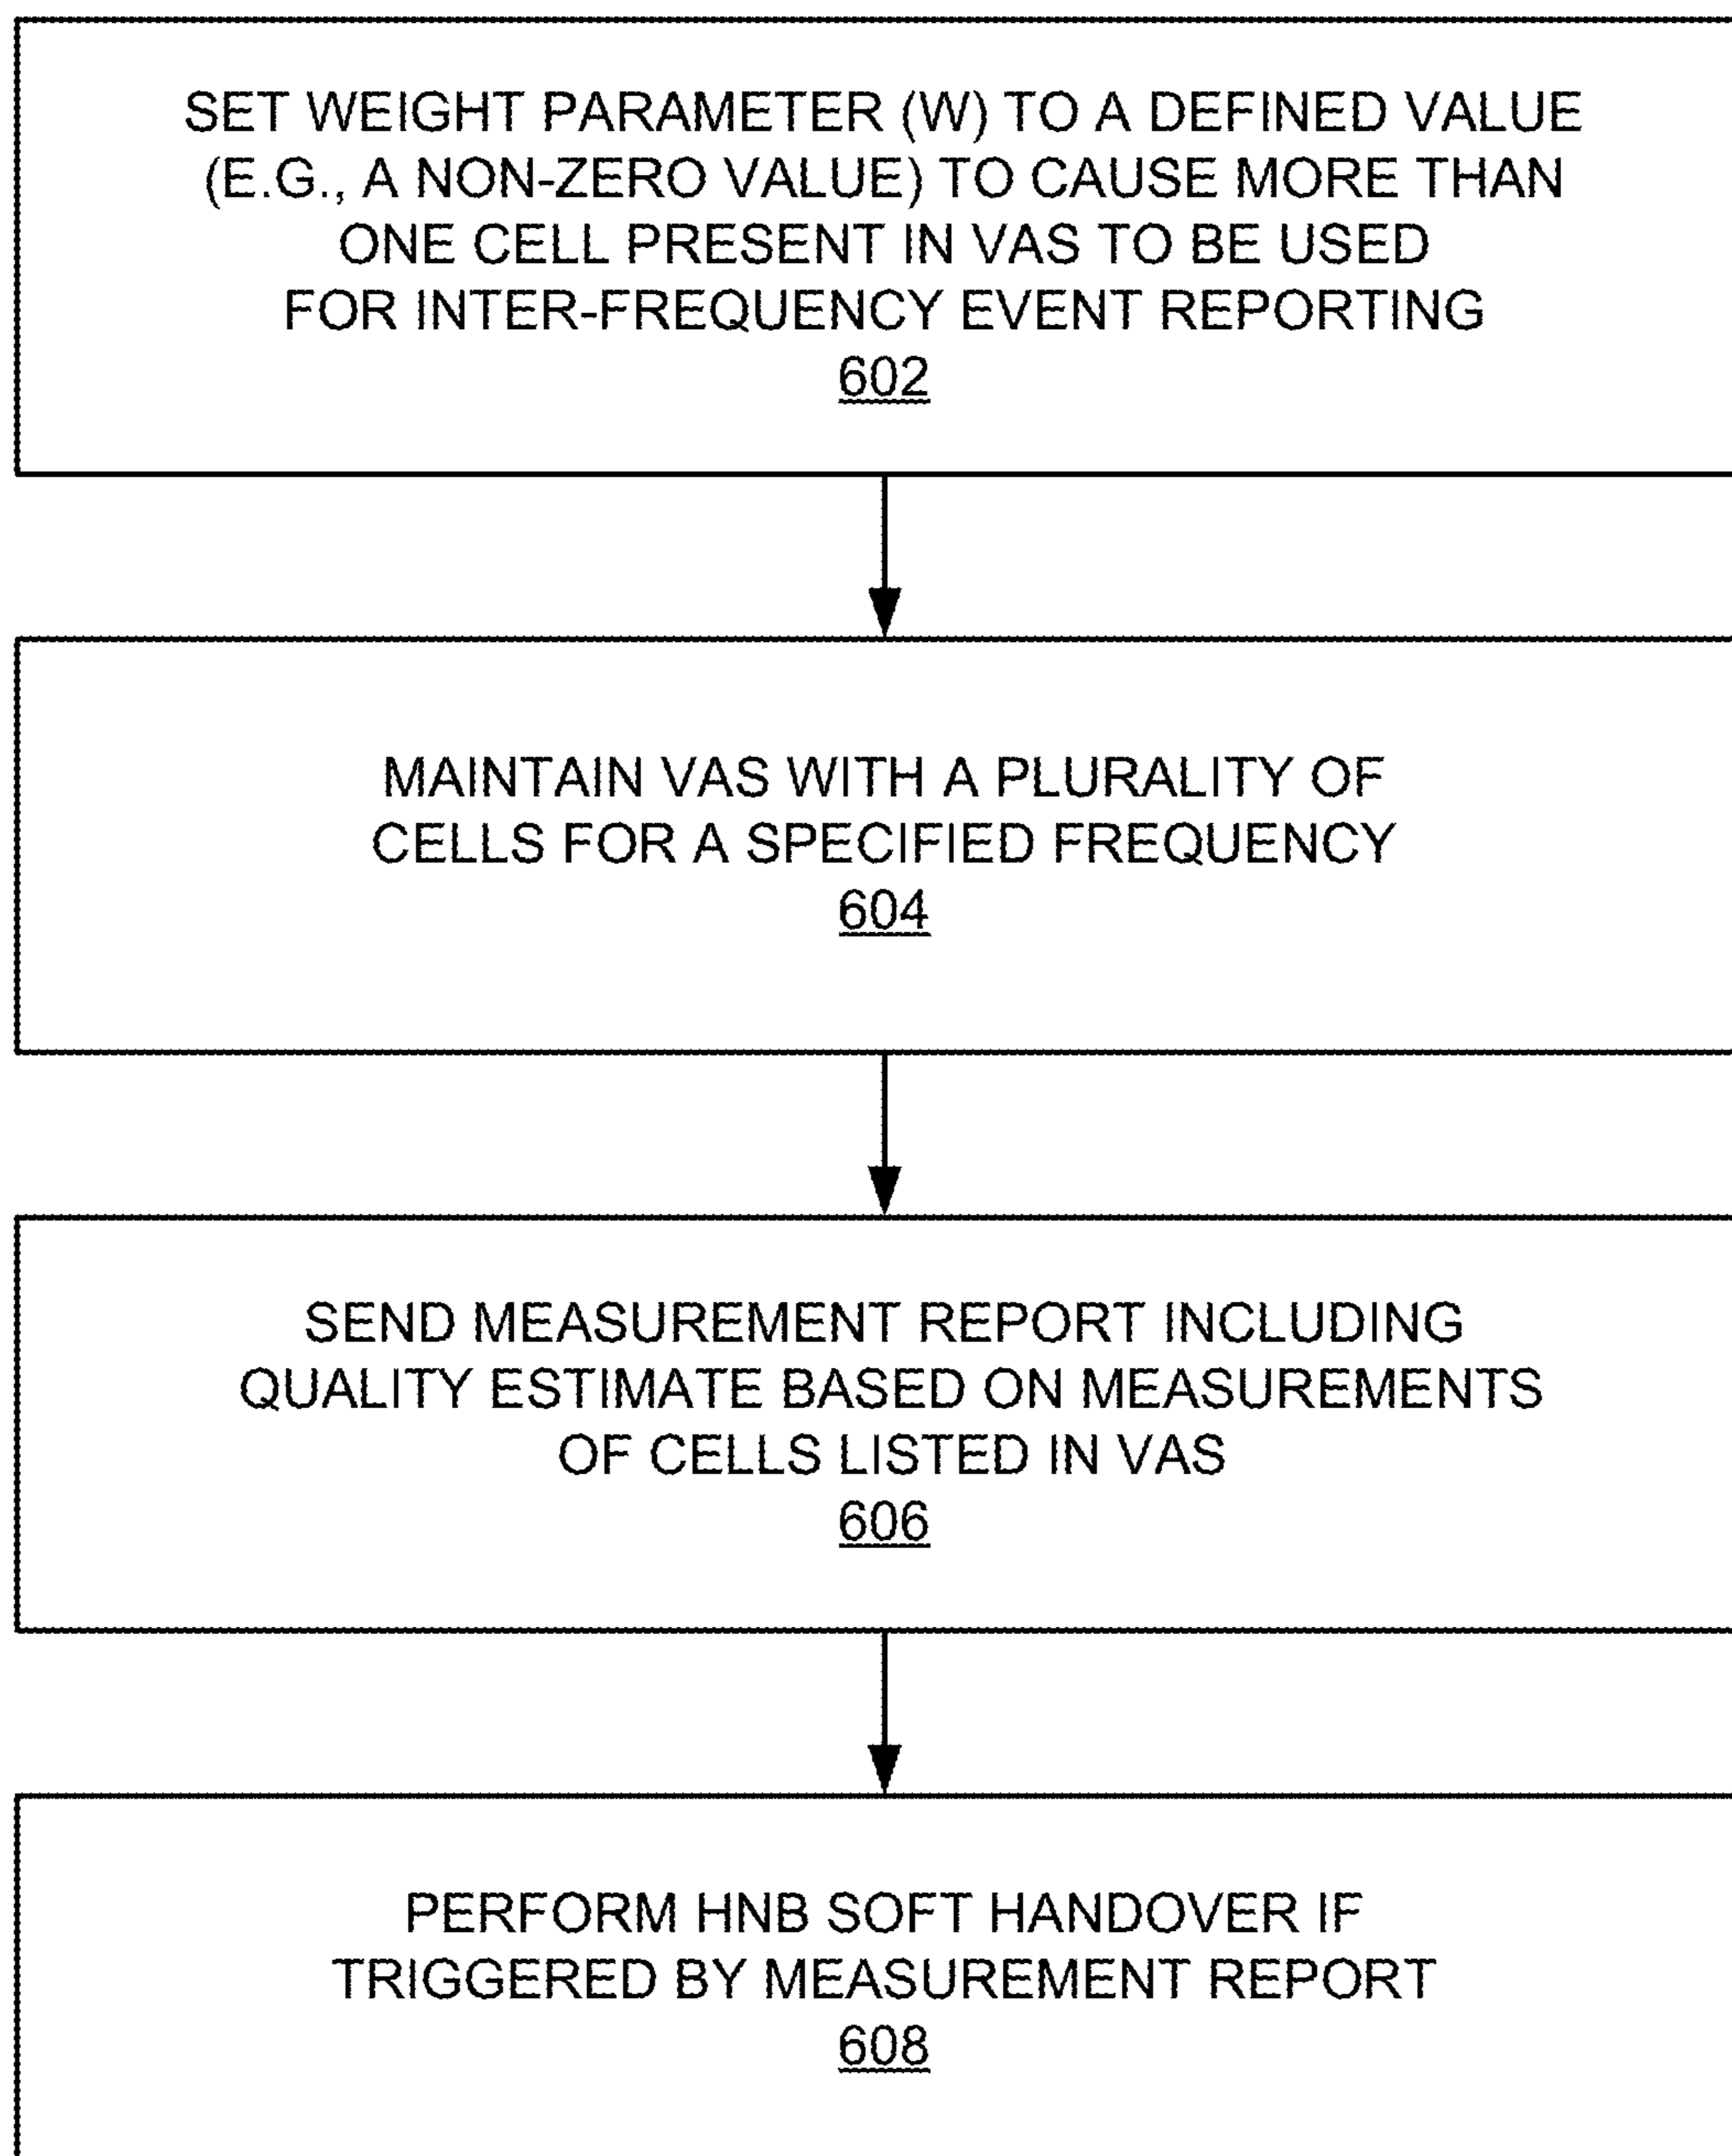 SET WEIGHT PARAMETER (W) TO A DEFINED VALUE
(E.G., A NON-ZERO VALUE) TO CAUSE MORE THAN
ONE CELL PRESENT IN VAS TO BE USED
FOR INTER-FREQUENCY EVENT REPORTING
602
MAINTAIN VAS WITH A PLURALITY OF
CELLS FOR A SPECIFIED FREQUENCY
604
SEND MEASUREMENT REPORT INCLUDING
QUALITY ESTIMATE BASED ON MEASUREMENTS
OF CELLS LISTED IN VAS
606
PERFORM HNB SOFT HANDOVER IF
TRIGGERED BY MEASUREMENT REPORT
608